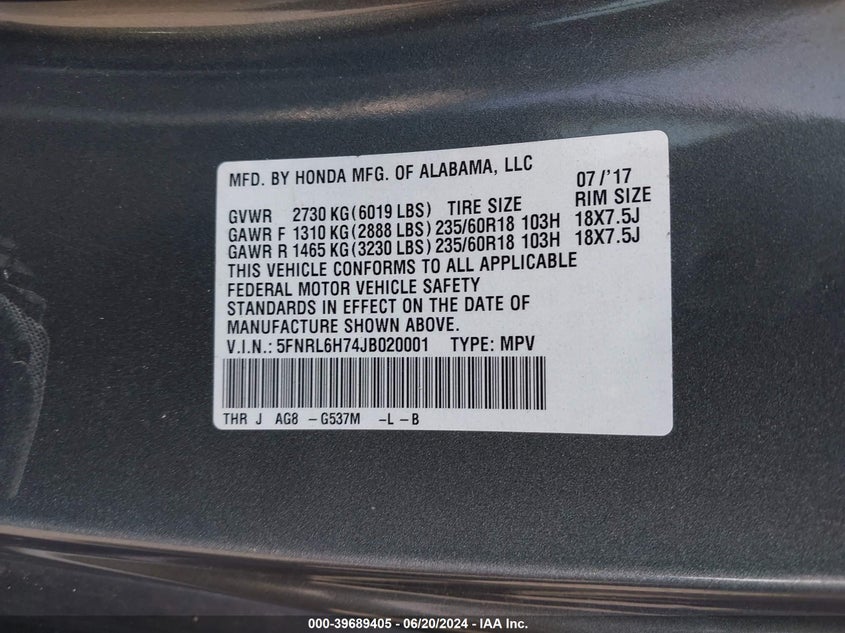 MFD. BY HONDA MFG. OF ALABAMA, LLC 07/'17
GVWR 2730 KG(6019 LBS) TIRE SIZE RIM SIZE
GAWR F 1310 KG(2888 LBS) 235/60R18 103H 18X7.5J
GAWR R 1465 KG(3230 LBS) 235/60R18 103H 18X7.5J
THIS VEHICLE CONFORMS TO ALL APPLICABLE
FEDERAL MOTOR VEHICLE SAFETY
STANDARDS IN EFFECT ON THE DATE OF
MANUFACTURE SHOWN ABOVE.
V.I.N.: 5FNRL6H74JB020001 TYPE: MPV
THR J AG8 -G537M -L -B
000-39689405 - 06/20/2024 - IAA Inc.